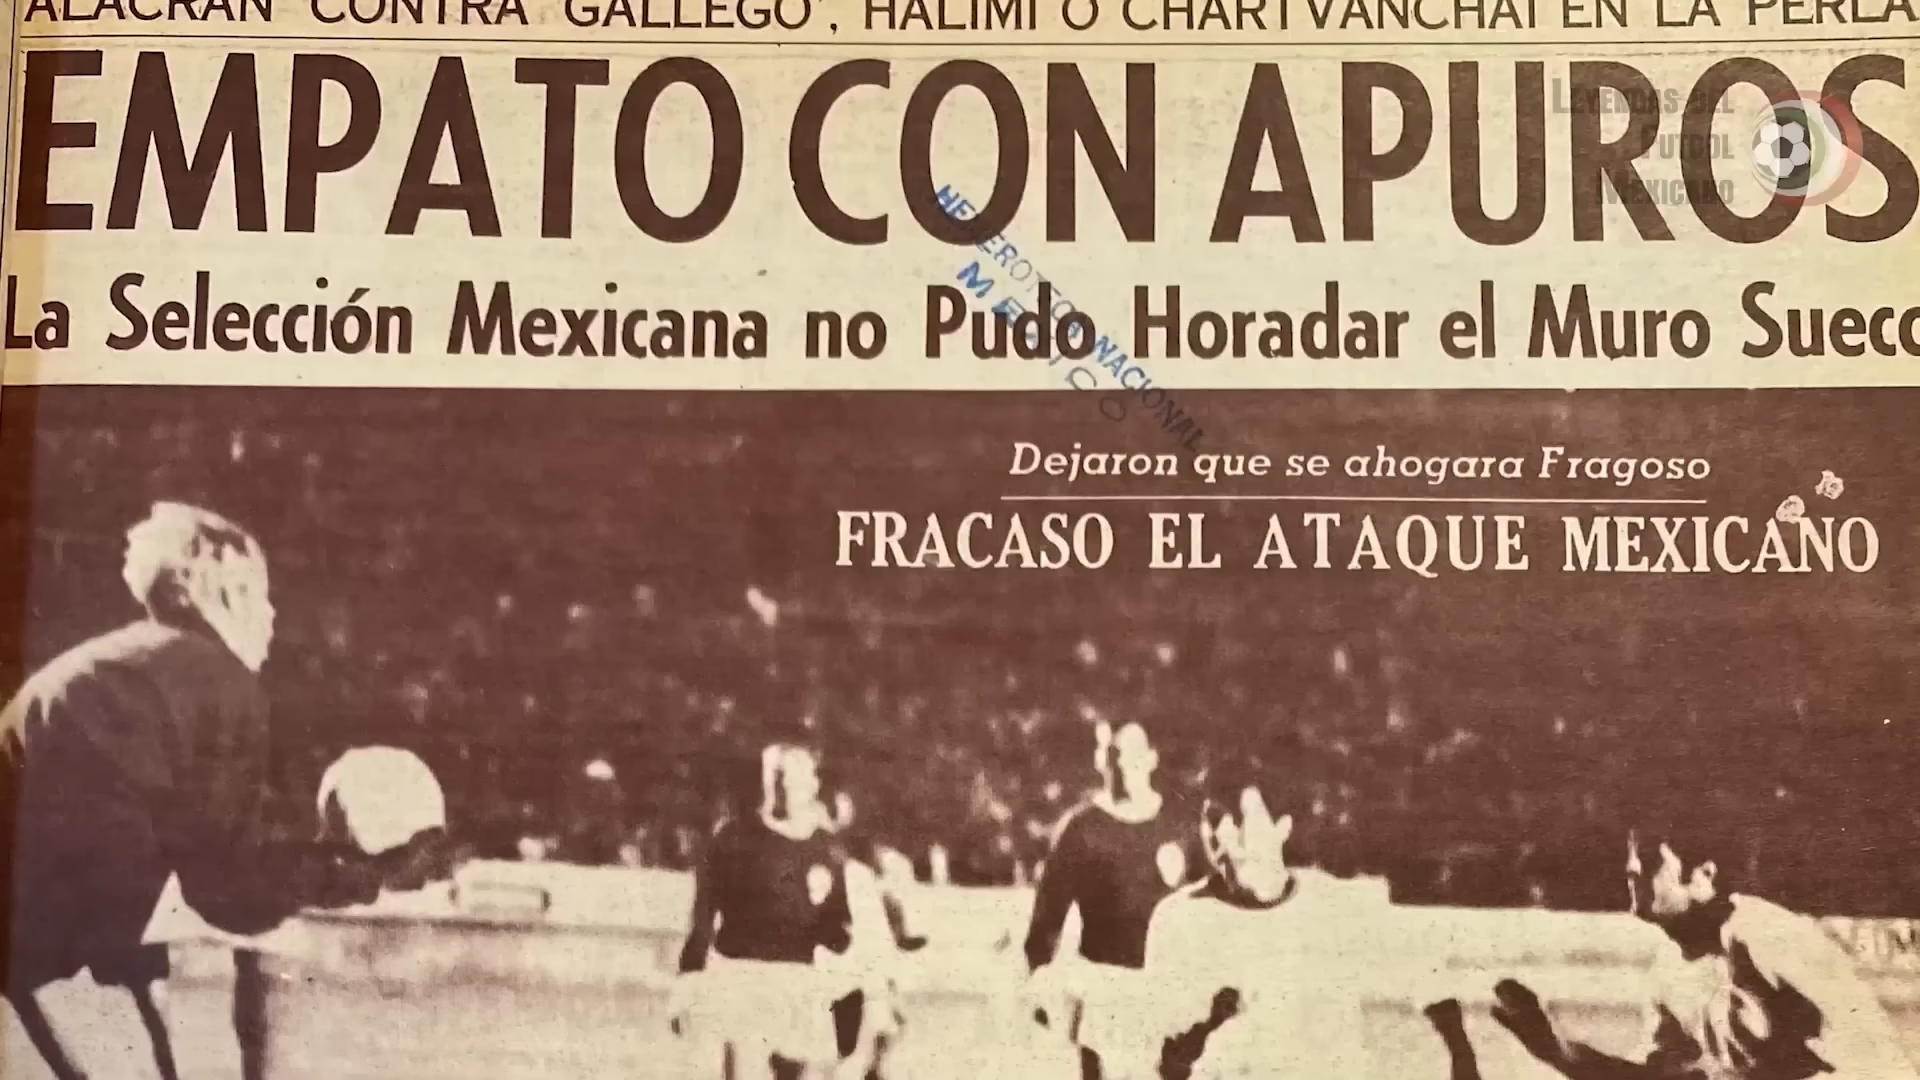 ALACRAN CONTRA GALLEGO, HALIMI O CHARTVANCHAI EN LA PERLA
EMPATO CON APUROS
LEYENDAS DEL
FUTBOL
MEXICANO
La Selección Mexicana no Pudo Horadar el Muro Sueco
HEMEROTECA NACIONAL
MEXICO
Dejaron que se ahogara Fragoso
FRACASO EL ATAQUE MEXICANO